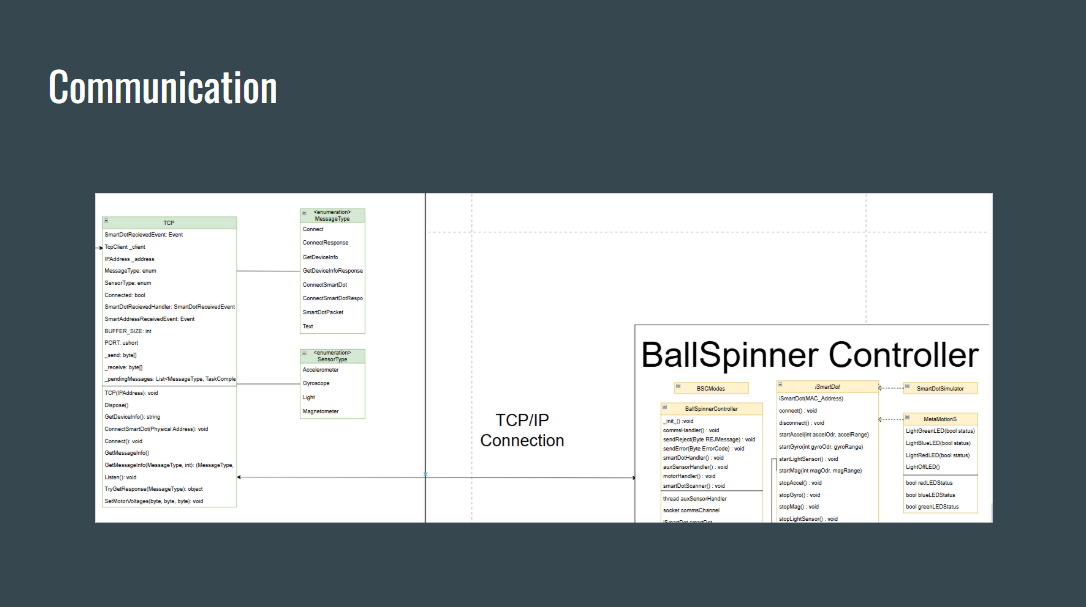 Communication
TCP
SmartDotRecievedEvent: Event
TcpClient _client
IPAddress _address
MessageType: enum
SensorType: enum
Connected: bool
SmartDotRecievedHandler: SmartDotReceivedEvent
SmartAddressReceivedEvent: Event
BUFFER_SIZE: int
PORT: ushort
_send: byte[]
_receive: byte[]
_pendingMessages: List<MessageType, TaskComple
TCP(IPAddress): void
Dispose()
GetDeviceInfo(): string
ConnectSmartDot(Physical Address): void
Connect(): void
GetMessageInfo()
GetMessageInfo(MessageType, int): (MessageType,
Listen(): void
TryGetResponse(MessageType): object
SetMotorVoltages(byte, byte, byte): void
<enumeration>
MessageType
Connect
ConnectResponse
GetDeviceInfo
GetDeviceInfoResponse
ConnectSmartDot
ConnectSmartDotRespo
SmartDotPacket
Text
<enumeration>
SensorType
Accelerometer
Gyroscope
Light
Magnetometer
TCP/IP
Connection
BallSpinner Controller
BSCModes
BallSpinnerController
_init_() :void
commsHandler() : void
sendReject(Byte REJMessage) : void
sendError(Byte ErrorCode) : void
smartDotHandler() : void
auxSensorHandler() : void
motorHandler() : void
smartDotScanner() : void
thread auxSensorHandler
socket commsChannel
iSmartDot smartDot
iSmartDot
iSmartDot(MAC_Address)
connect() : void
disconnect() : void
startAccel(int accelOdr, accelRange)
startGyro(int gyroOdr, gyroRange)
startLightSensor() : void
startMag(int magOdr, magRange)
stopAccel() : void
stopGyro() : void
stopMag() : void
stopLightSensor() : void
SmartDotSimulator
MetaMotionS
LightGreenLED(bool status)
LightBlueLED(bool status)
LightRedLED(bool status)
LightOffLED()
bool redLEDStatus
bool blueLEDStatus
bool greenLEDStatus